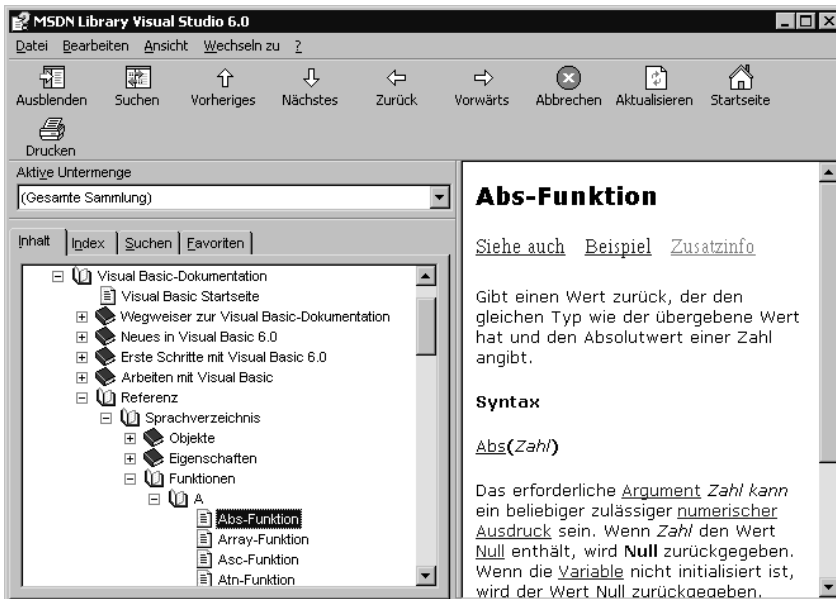 MSDN Library Visual Studio 6.0
Datei Bearbeiten Ansicht Wechseln zu ?
Ausblenden Suchen Vorheriges Nächstes Zurück Vorwärts Abbrechen Aktualisieren Startseite
Drucken
Aktive Untermenge
(Gesamte Sammlung)
Inhalt Index Suchen Favoriten
Visual Basic-Dokumentation
Visual Basic Startseite
Wegweiser zur Visual Basic-Dokumentation
Neues in Visual Basic 6.0
Erste Schritte mit Visual Basic 6.0
Arbeiten mit Visual Basic
Referenz
Sprachverzeichnis
Objekte
Eigenschaften
Funktionen
A
Abs-Funktion
Array-Funktion
Asc-Funktion
Atn-Funktion
Abs-Funktion
Siehe auch Beispiel Zusatzinfo
Gibt einen Wert zurück, der den
gleichen Typ wie der übergebene Wert
hat und den Absolutwert einer Zahl
angibt.
Syntax
Abs(Zahl)
Das erforderliche Argument Zahl kann
ein beliebiger zulässiger numerischer
Ausdruck sein. Wenn Zahl den Wert
Null enthält, wird Null zurückgegeben.
Wenn die Variable nicht initialisiert ist,
wird der Wert Null zurückgegeben.